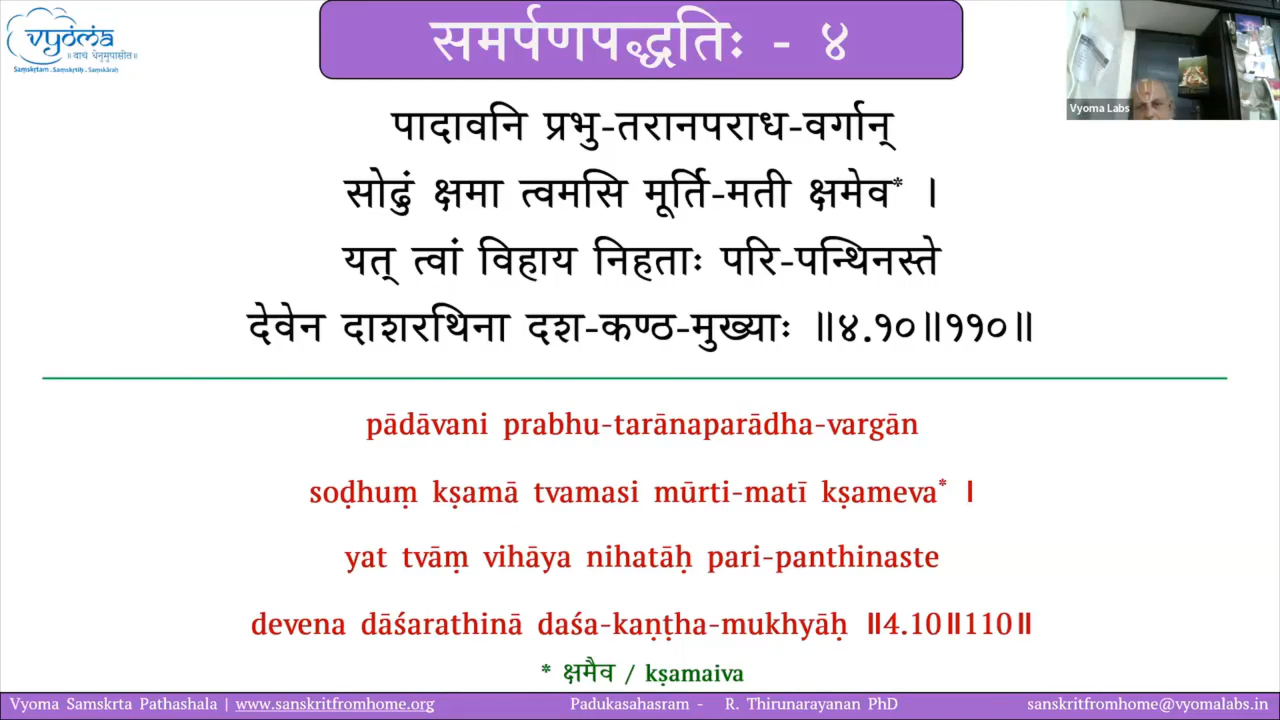 vyoma
॥ वाचं धेनुमुपासीत॥
Saṃskṛtam . Saṃskṛtiḥ . Saṃskāraḥ
समर्पणपद्धतिः - ४
Vyoma Labs
पादावनि प्रभु-तरानपराध-वर्गान्
सोढुं क्षमा त्वमसि मूर्ति-मती क्षमेव* ।
यत् त्वां विहाय निहताः परि-पन्थिनस्ते
देवेन दाशरथिना दश-कण्ठ-मुख्याः ॥४.१०॥११०॥
pādāvani prabhu-tarānaparādha-vargān
soḍhuṃ kṣamā tvamasi mūrti-matī kṣameva* ।
yat tvāṃ vihāya nihatāḥ pari-panthinaste
devena dāśarathinā daśa-kaṇṭha-mukhyāḥ ॥4.10॥110॥
* क्षमैव / kṣamaiva
Vyoma Samskrta Pathashala | www.sanskritfromhome.org Padukasahasram - R. Thirunarayanan PhD sanskritfromhome@vyomalabs.in